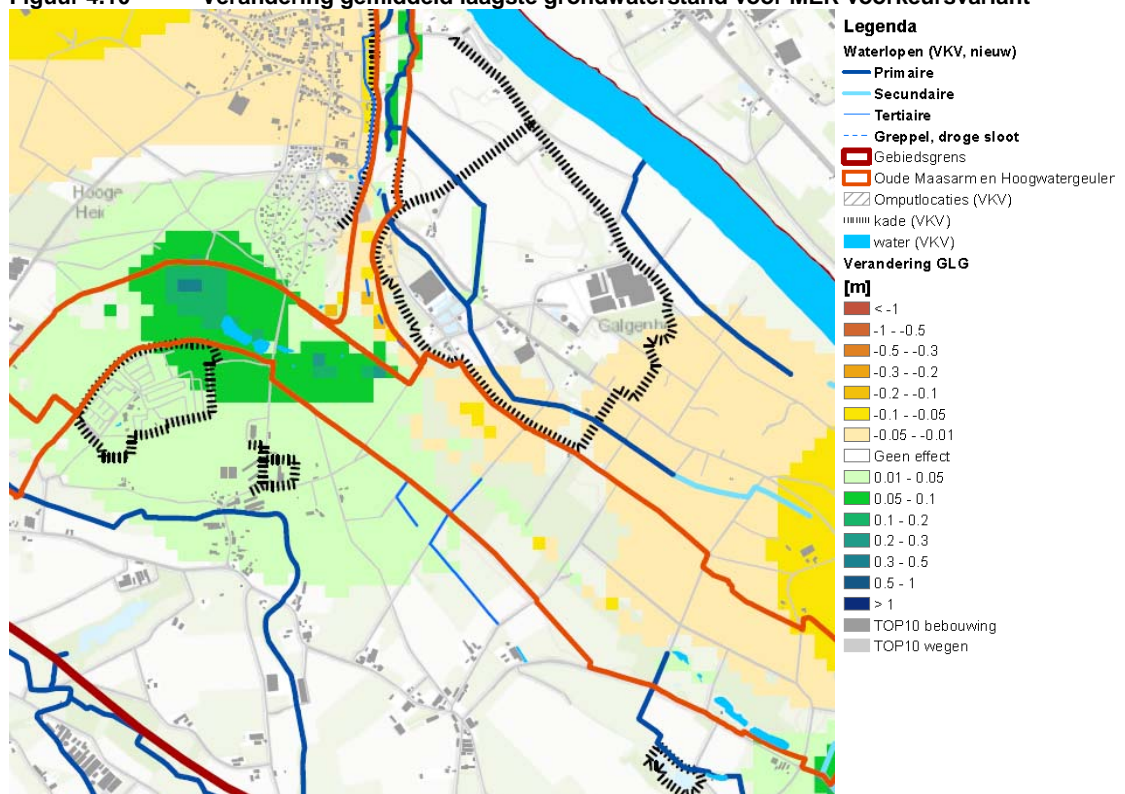 Figuur 4.10 Verandering gemiddeld laagste grondwaterstand voor MER-voorkeursvariant
Hooge
Hei
Galgenh
Legenda
Waterlopen (VKV, nieuw)
Primaire
Secundaire
Tertiaire
Greppel, droge sloot
Gebiedsgrens
Oude Maasarm en Hoogwatergeulen
Omputlocaties (VKV)
kade (VKV)
water (VKV)
Verandering GLG
[m]
< -1
-1 - -0.5
-0.5 - -0.3
-0.3 - -0.2
-0.2 - -0.1
-0.1 - -0.05
-0.05 - -0.01
Geen effect
0.01 - 0.05
0.05 - 0.1
0.1 - 0.2
0.2 - 0.3
0.3 - 0.5
0.5 - 1
> 1
TOP10 bebouwing
TOP10 wegen